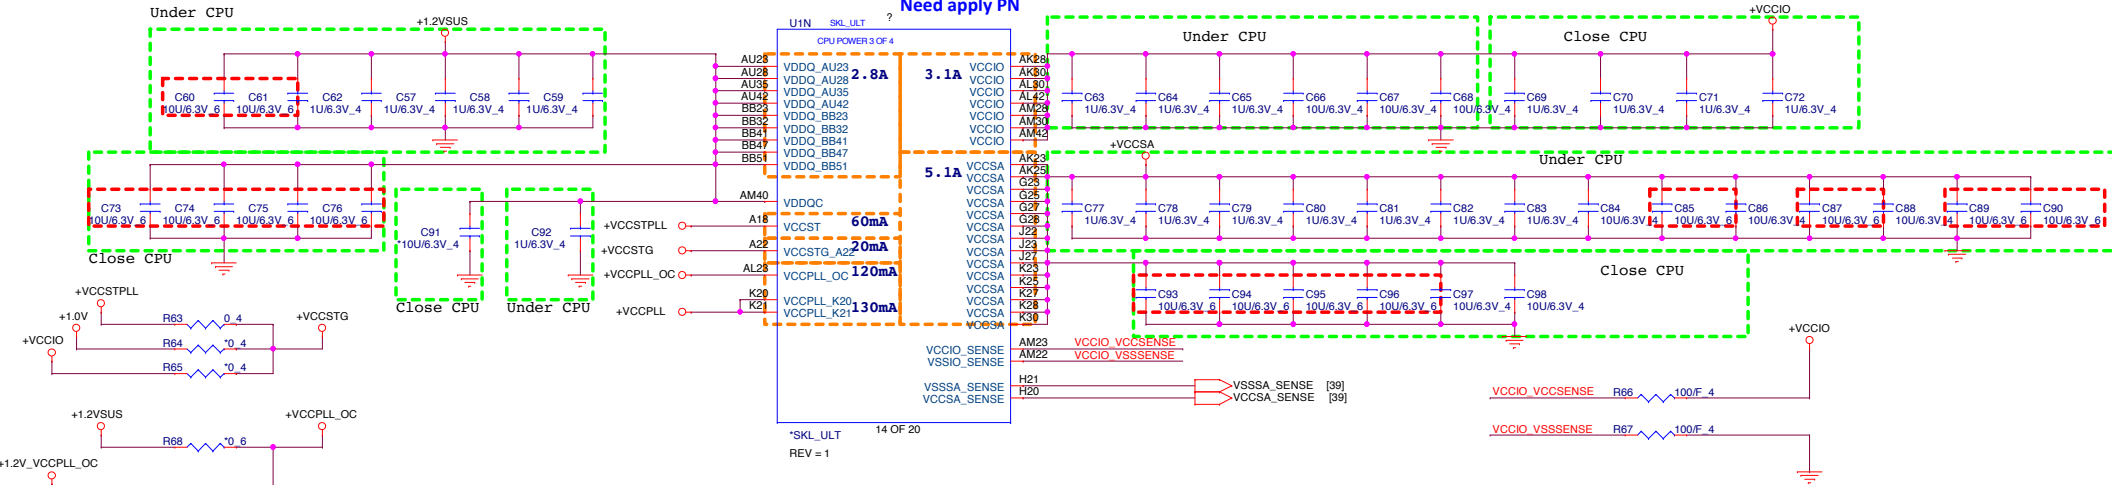 Need apply PN
Under CPU
+1.2VSUS
U1N
SKL_ULT
?
CPU POWER 3 OF 4
Under CPU
Close CPU
+VCCIO
C60
10U/6.3V_6
C61
10U/6.3V_6
C62
1U/6.3V_4
C57
1U/6.3V_4
C58
1U/6.3V_4
C59
1U/6.3V_4
AU23
AU28
AU35
AU42
BB23
BB32
BB41
BB47
BB51
VDDQ_AU23
VDDQ_AU28
VDDQ_AU35
VDDQ_AU42
VDDQ_BB23
VDDQ_BB32
VDDQ_BB41
VDDQ_BB47
VDDQ_BB51
2.8A
3.1A
VCCIO
VCCIO
VCCIO
VCCIO
VCCIO
VCCIO
VCCIO
AK28
AK30
AL30
AL42
AM28
AM30
AM42
C63
1U/6.3V_4
C64
1U/6.3V_4
C65
1U/6.3V_4
C66
10U/6.3V_4
C67
10U/6.3V_4
C68
10U/6.3V_4
C69
1U/6.3V_4
C70
1U/6.3V_4
C71
1U/6.3V_4
C72
1U/6.3V_4
C73
10U/6.3V_6
C74
10U/6.3V_6
C75
10U/6.3V_6
C76
10U/6.3V_6
Close CPU
C91
*10U/6.3V_4
Close CPU
C92
1U/6.3V_4
Under CPU
AM40
VDDQC
+VCCSTPLL
A18
VCCST
60mA
+VCCSTG
A22
VCCSTG_A22
20mA
+VCCPLL_OC
AL23
VCCPLL_OC
120mA
+VCCPLL
K20
K21
VCCPLL_K20
VCCPLL_K21
130mA
5.1A
VCCSA
VCCSA
VCCSA
VCCSA
VCCSA
VCCSA
VCCSA
VCCSA
VCCSA
VCCSA
VCCSA
VCCSA
VCCSA
VCCSA
AK23
AK25
G23
G25
G27
G28
J22
J23
J27
K23
K25
K27
K28
K30
+VCCSA
Under CPU
C77
1U/6.3V_4
C78
1U/6.3V_4
C79
1U/6.3V_4
C80
1U/6.3V_4
C81
1U/6.3V_4
C82
1U/6.3V_4
C83
1U/6.3V_4
C84
10U/6.3V_4
C85
10U/6.3V_6
C86
10U/6.3V_4
C87
10U/6.3V_6
C88
10U/6.3V_4
C89
10U/6.3V_6
C90
10U/6.3V_6
Close CPU
C93
10U/6.3V_6
C94
10U/6.3V_6
C95
10U/6.3V_6
C96
10U/6.3V_6
C97
10U/6.3V_4
C98
10U/6.3V_4
VCCIO_SENSE
VSSIO_SENSE
AM23
AM22
VCCIO_VCCSENSE
VCCIO_VSSSENSE
VSSSA_SENSE
VCCSA_SENSE
H21
H20
VSSSA_SENSE [39]
VCCSA_SENSE [39]
*SKL_ULT
14 OF 20
REV = 1
+VCCSTPLL
+1.0V
+VCCIO
R63
0_4
R64
*0_4
R65
*0_4
+VCCSTG
+1.2VSUS
+VCCPLL_OC
R68
*0_6
+1.2V_VCCPLL_OC
+VCCIO
VCCIO_VCCSENSE
R66
100/F_4
VCCIO_VSSSENSE
R67
100/F_4